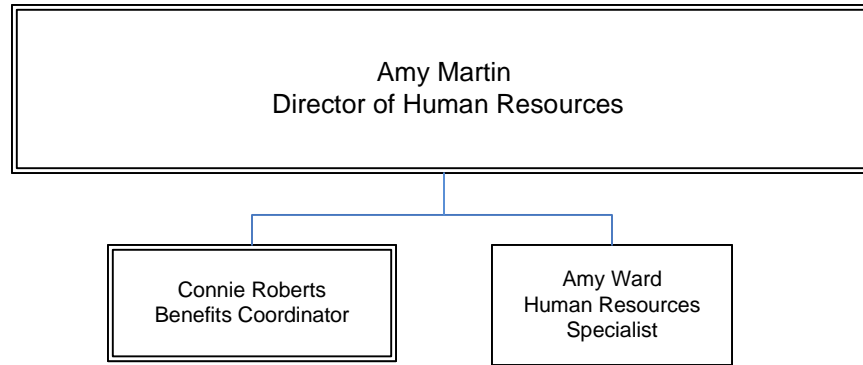 Amy Martin
Director of Human Resources
Connie Roberts
Benefits Coordinator
Amy Ward
Human Resources
Specialist